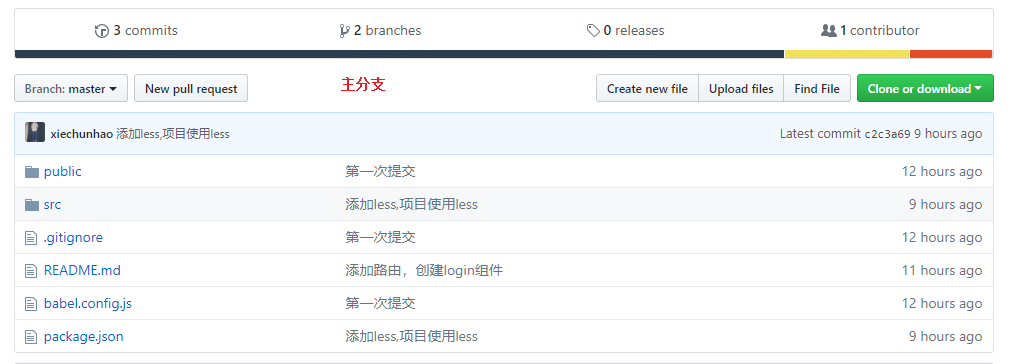 3 commits 2 branches 0 releases 1 contributor
Branch: master New pull request 主分支 Create new file Upload files Find File Clone or download
xiechunhao 添加less,项目使用less Latest commit c2c3a69 9 hours ago
public 第一次提交 12 hours ago
src 添加less,项目使用less 9 hours ago
.gitignore 第一次提交 12 hours ago
README.md 添加路由，创建login组件 11 hours ago
babel.config.js 第一次提交 12 hours ago
package.json 添加less,项目使用less 9 hours ago